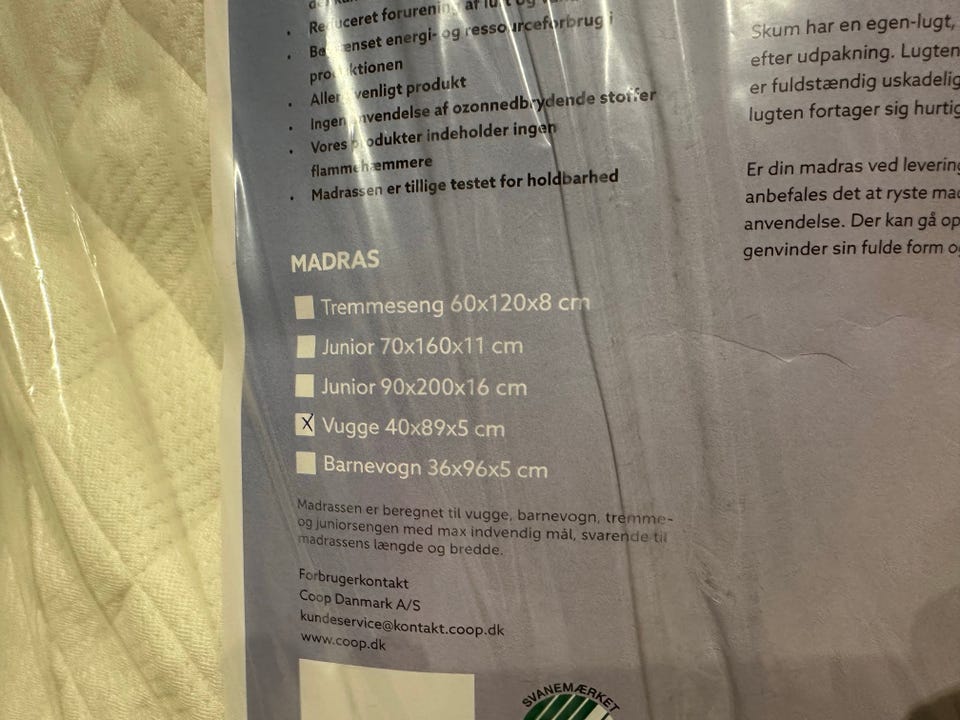 af luft og
Reduceret forurening
Begrænset energi- og ressourceforbrug i
produktionen
Allergivenligt produkt
Ingen anvendelse af ozonnedbrydende stoffer
Vores produkter indeholder ingen
flammehæmmere
Madrassen er tillige testet for holdbarhed
MADRAS
Tremmeseng 60x120x8 cm
Junior 70x160x11 cm
Junior 90x200x16 cm
X Vugge 40x89x5 cm
Barnevogn 36x96x5 cm
Madrassen er beregnet til vugge, barnevogn, tremme-
og juniorsengen med max indvendig mål, svarende til
madrassens længde og bredde.
Forbrugerkontakt
Coop Danmark A/S
kundeservice@kontakt.coop.dk
www.coop.dk
SVANEMÆRKET
Skum har en egen-lugt,
efter udpakning. Lugten
er fuldstændig uskadelig
lugten fortager sig hurtig
Er din madras ved levering
anbefales det at ryste mad
anvendelse. Der kan gå op
genvinder sin fulde form o